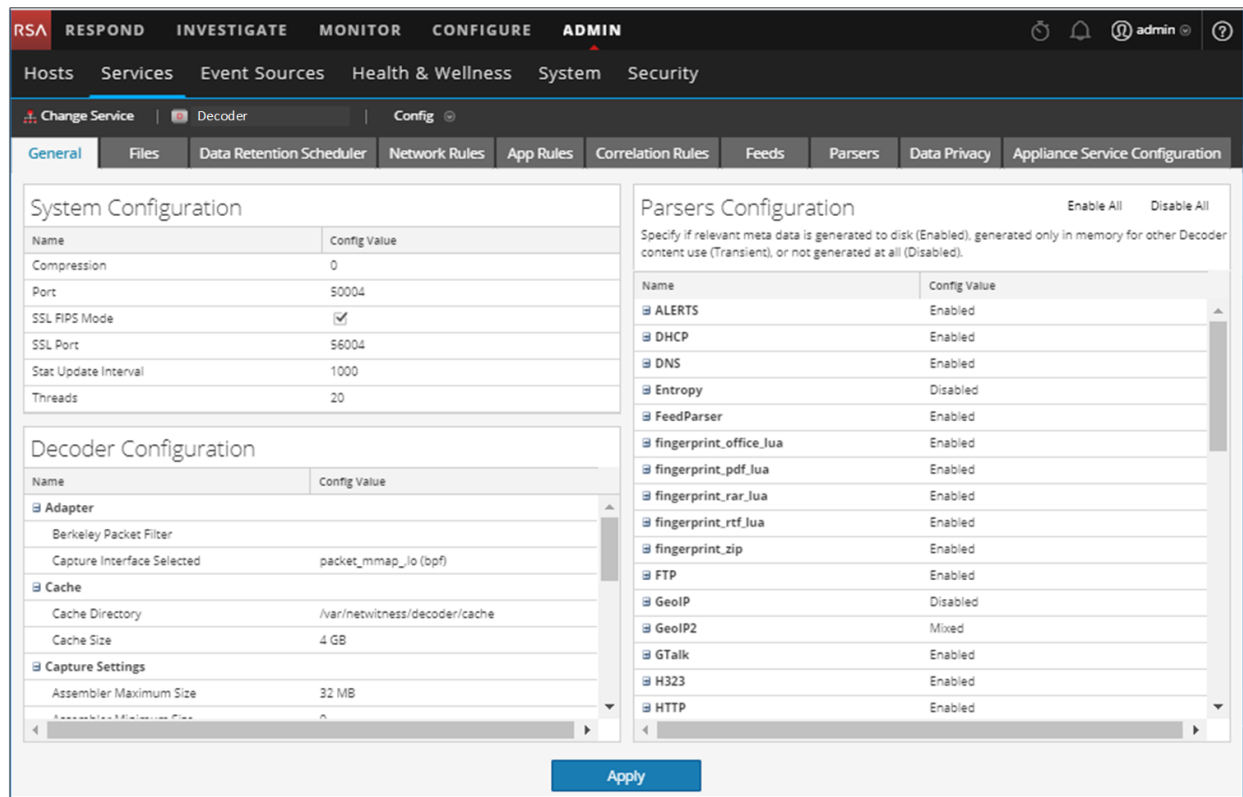 RSA RESPOND INVESTIGATE MONITOR CONFIGURE ADMIN admin ?
Hosts Services Event Sources Health & Wellness System Security
Change Service | Decoder | Config
General Files Data Retention Scheduler Network Rules App Rules Correlation Rules Feeds Parsers Data Privacy Appliance Service Configuration
System Configuration
Name Config Value
Compression 0
Port 50004
SSL FIPS Mode
SSL Port 56004
Stat Update Interval 1000
Threads 20
Decoder Configuration
Name Config Value
Adapter
Berkeley Packet Filter
Capture Interface Selected packet_mmap_,lo (bpf)
Cache
Cache Directory /var/netwitness/decoder/cache
Cache Size 4 GB
Capture Settings
Assembler Maximum Size 32 MB
Assembler Minimum Size 0
Parsers Configuration Enable All Disable All
Specify if relevant meta data is generated to disk (Enabled), generated only in memory for other Decoder
content use (Transient), or not generated at all (Disabled).
Name Config Value
ALERTS Enabled
DHCP Enabled
DNS Enabled
Entropy Disabled
FeedParser Enabled
fingerprint_office_lua Enabled
fingerprint_pdf_lua Enabled
fingerprint_rar_lua Enabled
fingerprint_rtf_lua Enabled
fingerprint_zip Enabled
FTP Enabled
GeoIP Disabled
GeoIP2 Mixed
GTalk Enabled
H323 Enabled
HTTP Enabled
Apply